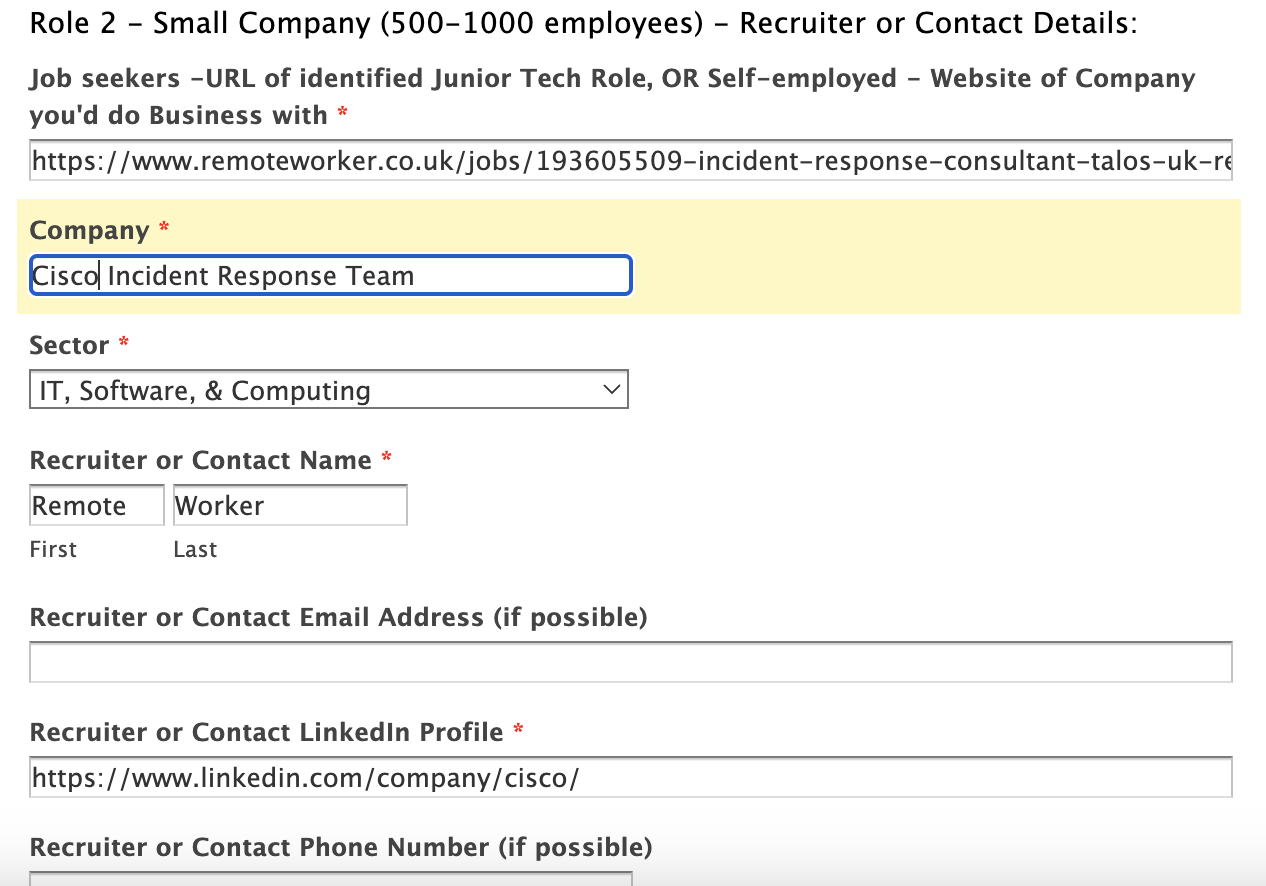 Role 2 – Small Company (500–1000 employees) – Recruiter or Contact Details:
Job seekers –URL of identified Junior Tech Role, OR Self–employed – Website of Company
you'd do Business with *
https://www.remoteworker.co.uk/jobs/193605509-incident-response-consultant-talos-uk-re
Company *
Cisco Incident Response Team
Sector *
IT, Software, & Computing
Recruiter or Contact Name *
Remote Worker
First Last
Recruiter or Contact Email Address (if possible)
Recruiter or Contact LinkedIn Profile *
https://www.linkedin.com/company/cisco/
Recruiter or Contact Phone Number (if possible)